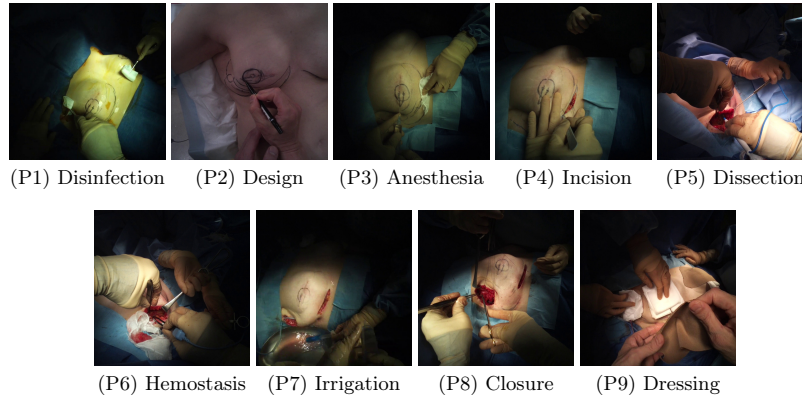 (P1) Disinfection
(P2) Design
(P3) Anesthesia
(P4) Incision
(P5) Dissection
(P6) Hemostasis
(P7) Irrigation
(P8) Closure
(P9) Dressing